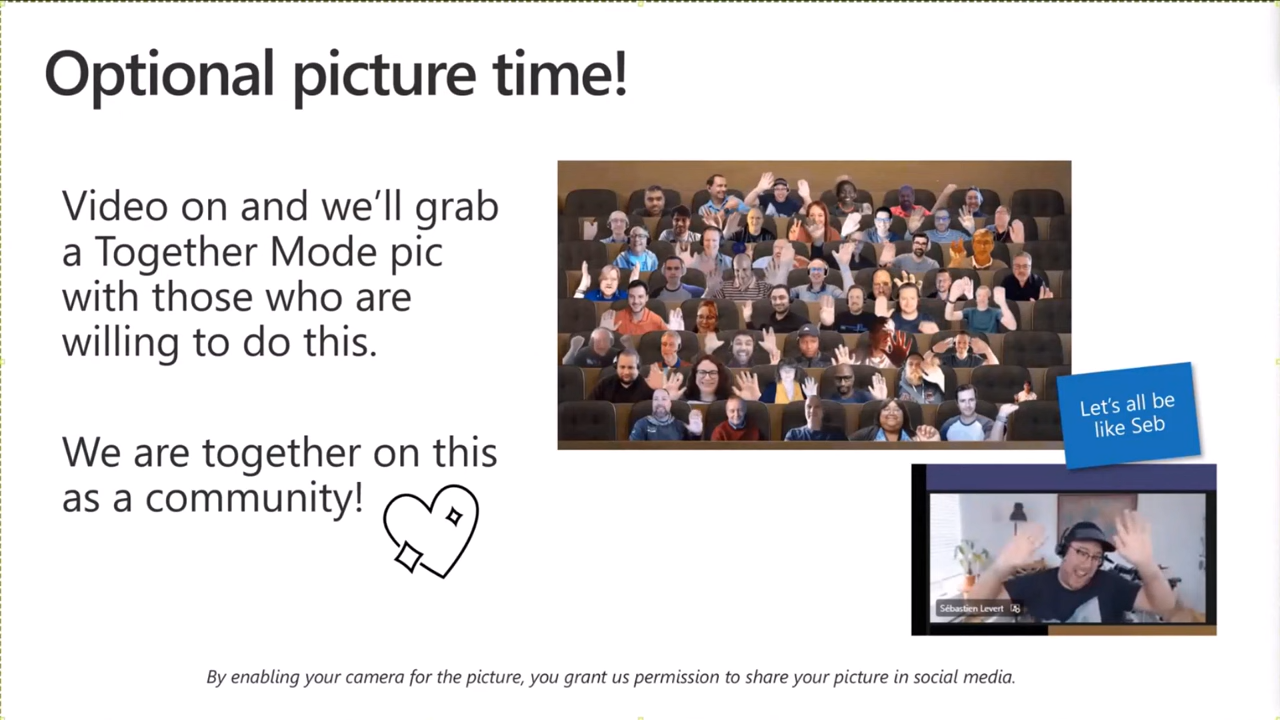 Optional picture time!
Video on and we’ll grab
a Together Mode pic
with those who are
willing to do this.
We are together on this
as a community!
Let’s all be
like Seb
Sébastien Levert
By enabling your camera for the picture, you grant us permission to share your picture in social media.